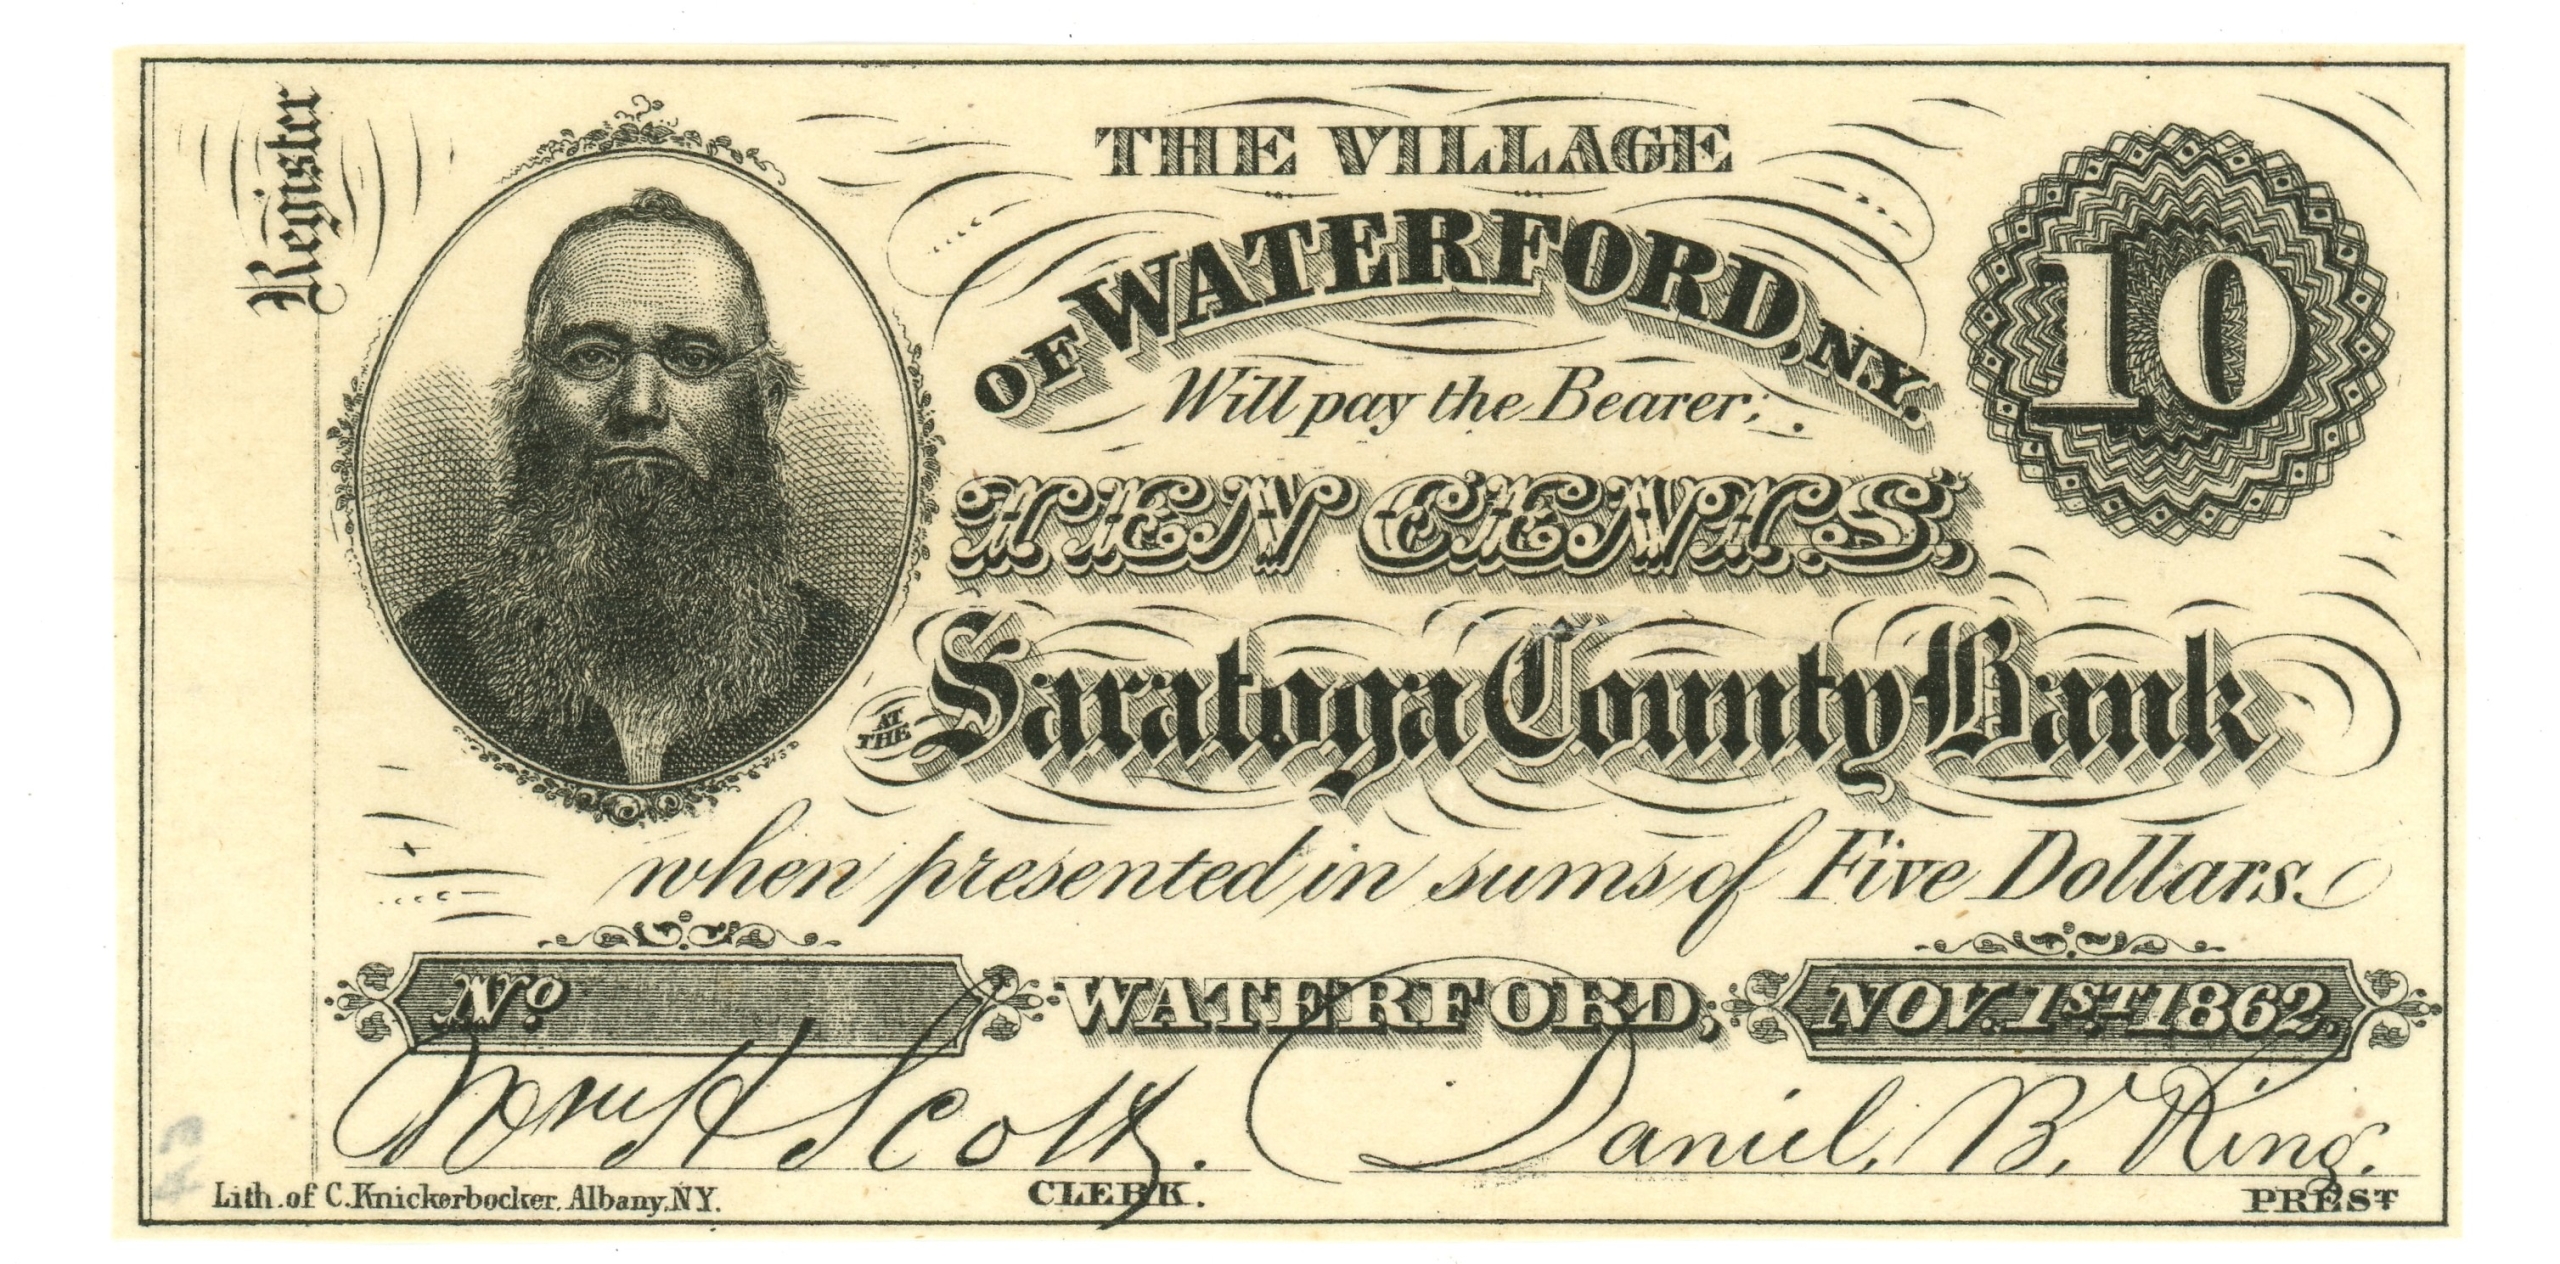 Register
THE VILLAGE
OF WATERFORD, N.Y.
10
Will pay the Bearer,
TEN CENTS,
AT THE Saratoga County Bank
when presented in sums of Five Dollars.
No WATERFORD, NOV. 1ST 1862.
Wm H Scott. Daniel. B. King.
CLERK. PREST
Lith. of C. Knickerbocker. Albany, NY.